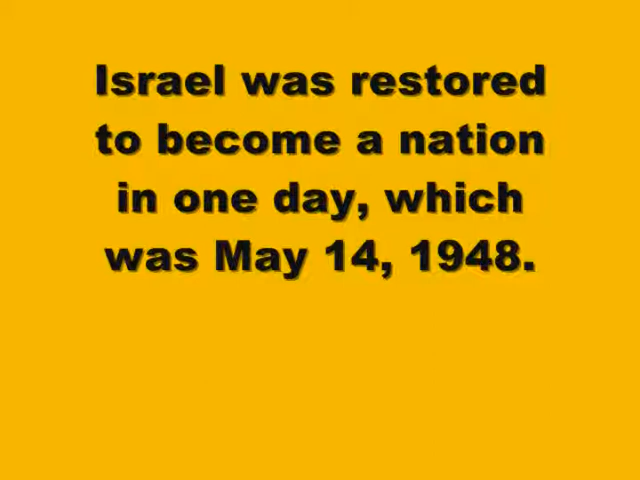 Israel was restored
to become a nation
in one day, which
was May 14, 1948.